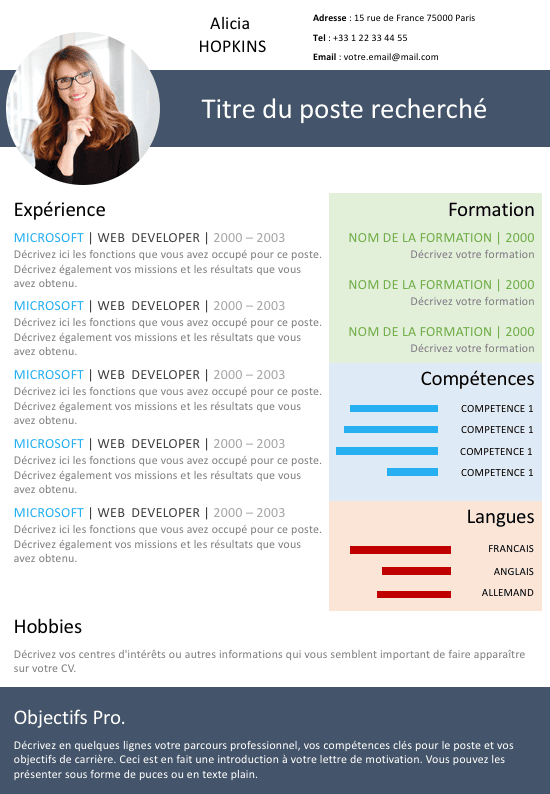 Alicia
HOPKINS
Adresse : 15 rue de France 75000 Paris
Tel : +33 1 22 33 44 55
Email : votre.email@mail.com
Titre du poste recherché
Expérience
MICROSOFT | WEB DEVELOPER | 2000 – 2003
Décrivez ici les fonctions que vous avez occupé pour ce poste.
Décrivez également vos missions et les résultats que vous
avez obtenu.
MICROSOFT | WEB DEVELOPER | 2000 – 2003
Décrivez ici les fonctions que vous avez occupé pour ce poste.
Décrivez également vos missions et les résultats que vous
avez obtenu.
MICROSOFT | WEB DEVELOPER | 2000 – 2003
Décrivez ici les fonctions que vous avez occupé pour ce poste.
Décrivez également vos missions et les résultats que vous
avez obtenu.
MICROSOFT | WEB DEVELOPER | 2000 – 2003
Décrivez ici les fonctions que vous avez occupé pour ce poste.
Décrivez également vos missions et les résultats que vous
avez obtenu.
MICROSOFT | WEB DEVELOPER | 2000 – 2003
Décrivez ici les fonctions que vous avez occupé pour ce poste.
Décrivez également vos missions et les résultats que vous
avez obtenu.
Formation
NOM DE LA FORMATION | 2000
Décrivez votre formation
NOM DE LA FORMATION | 2000
Décrivez votre formation
NOM DE LA FORMATION | 2000
Décrivez votre formation
Compétences
COMPETENCE 1
COMPETENCE 1
COMPETENCE 1
COMPETENCE 1
Langues
FRANCAIS
ANGLAIS
ALLEMAND
Hobbies
Décrivez vos centres d'intérêts ou autres informations qui vous semblent important de faire apparaître
sur votre CV.
Objectifs Pro.
Décrivez en quelques lignes votre parcours professionnel, vos compétences clés pour le poste et vos
objectifs de carrière. Ceci est en fait une introduction à votre lettre de motivation. Vous pouvez les
présenter sous forme de puces ou en texte plain.